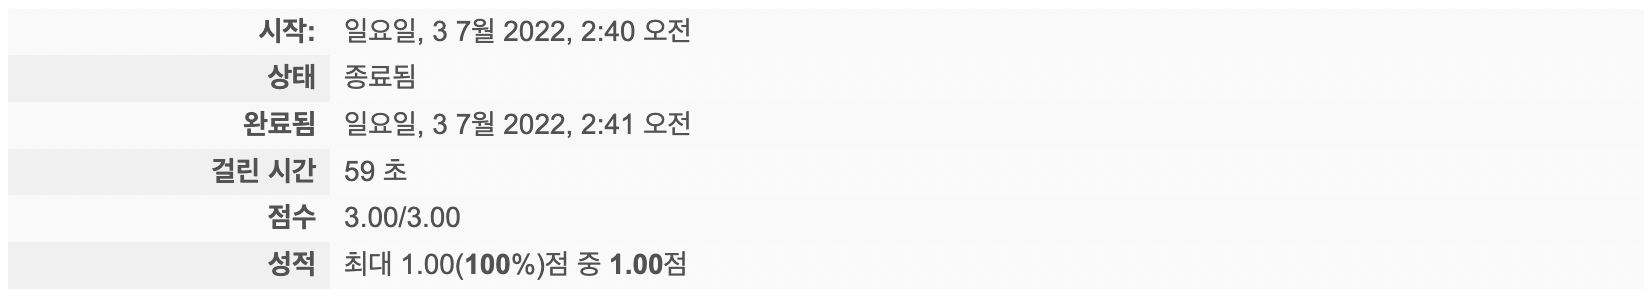 시작: 일요일, 3 7월 2022, 2:40 오전
상태 종료됨
완료됨 일요일, 3 7월 2022, 2:41 오전
걸린 시간 59 초
점수 3.00/3.00
성적 최대 1.00(100%)점 중 1.00점